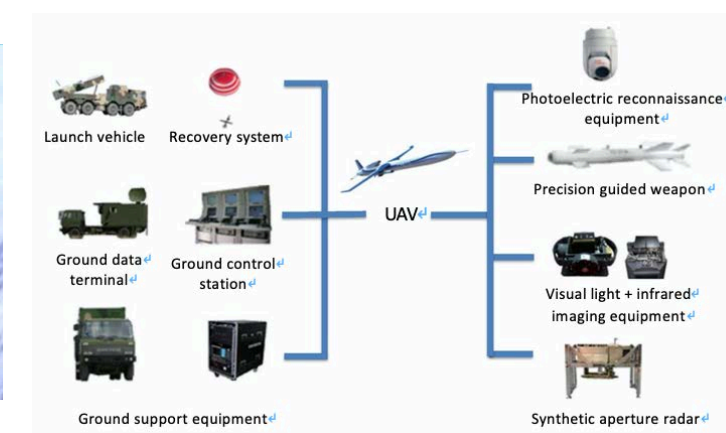 Launch vehicle
Recovery system
Ground data
terminal
Ground control
station
Ground support equipment
UAV
Photoelectric reconnaissance
equipment
Precision guided weapon
Visual light + infrared
imaging equipment
Synthetic aperture radar